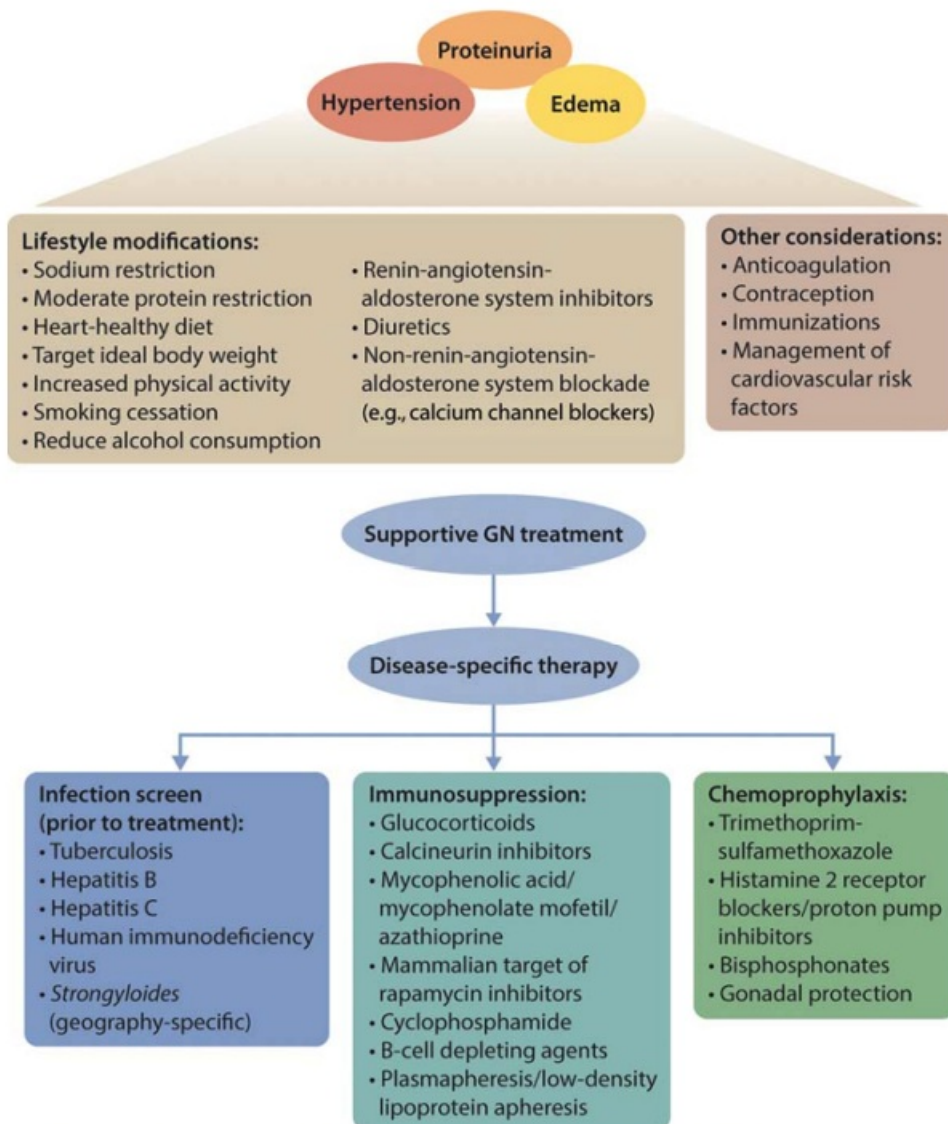 Proteinuria
Hypertension
Edema
Lifestyle modifications:
• Sodium restriction
• Moderate protein restriction
• Heart-healthy diet
• Target ideal body weight
• Increased physical activity
• Smoking cessation
• Reduce alcohol consumption
• Renin-angiotensin-
aldosterone system inhibitors
• Diuretics
• Non-renin-angiotensin-
aldosterone system blockade
(e.g., calcium channel blockers)
Other considerations:
• Anticoagulation
• Contraception
• Immunizations
• Management of
cardiovascular risk
factors
Supportive GN treatment
Disease-specific therapy
Infection screen
(prior to treatment):
• Tuberculosis
• Hepatitis B
• Hepatitis C
• Human immunodeficiency
virus
• Strongyloides
(geography-specific)
Immunosuppression:
• Glucocorticoids
• Calcineurin inhibitors
• Mycophenolic acid/
mycophenolate mofetil/
azathioprine
• Mammalian target of
rapamycin inhibitors
• Cyclophosphamide
• B-cell depleting agents
• Plasmapheresis/low-density
lipoprotein apheresis
Chemoprophylaxis:
• Trimethoprim-
sulfamethoxazole
• Histamine 2 receptor
blockers/proton pump
inhibitors
• Bisphosphonates
• Gonadal protection